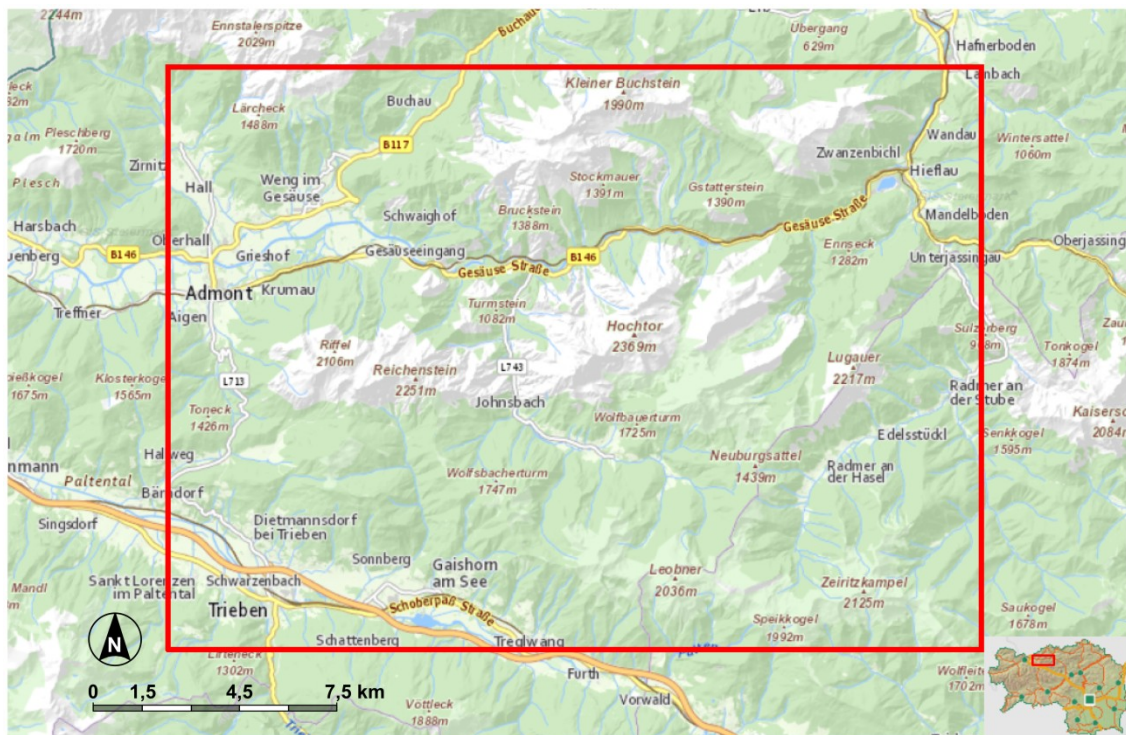 2244m
Ennstalerspitze
2029m
Buchau
Übergang
629m
Hafnerboden
Lanbach
Kleiner Buchstein
1990m
Lärcheck
1488m
Buchau
Pleschberg
1720m
B117
Wandau
Wintersattel
1060m
Zwanzenbichl
Zirnitz
Hieflau
Hall
Weng im
Gesäuse
Stockmauer
1391m
Gstatterstein
1390m
Plesch
Schwaighof
Bruckstein
1388m
Gesäuse-Straße
Mandelboden
Harsbach
Oberhall
Grieshof
Gesäuseeingang
B146
B146
Gesäuse Straße
Ennseck
1282m
Unterjassingau
Oberjassing
Admont
Krumau
Treffner
Aigen
Turmstein
1082m
Hochtor
2369m
Sulzerberg
Riffel
2106m
Reichenstein
2251m
L743
Lugauer
2217m
Tonkogel
1874m
L713
Klosterkogel
1565m
1675m
Radmer an
der Stube
Johnsbach
Toneck
1426m
Wolfbauerturm
1725m
Kaisersc
2084m
Edelsstückl
Senkkogel
1595m
Hallweg
Neuburgsattel
1439m
Radmer an
der Hasel
Wolfsbacherturm
1747m
Paltental
Bärndorf
Singsdorf
Dietmannsdorf
bei Trieben
Sonnberg
Gaishorn
am See
Leobner
2036m
Zeiritzkampel
2125m
Mandl
Sankt Lorenzen
im Paltental
Schwarzenbach
Trieben
Schoberpaß Straße
Saukogel
1678m
Speikkogel
1992m
Schattenberg
Treglwang
N
1302m
Furth
Wolfleite
1702m
Vorwald
0 1,5 4,5 7,5 km
Vöttleck
1888m